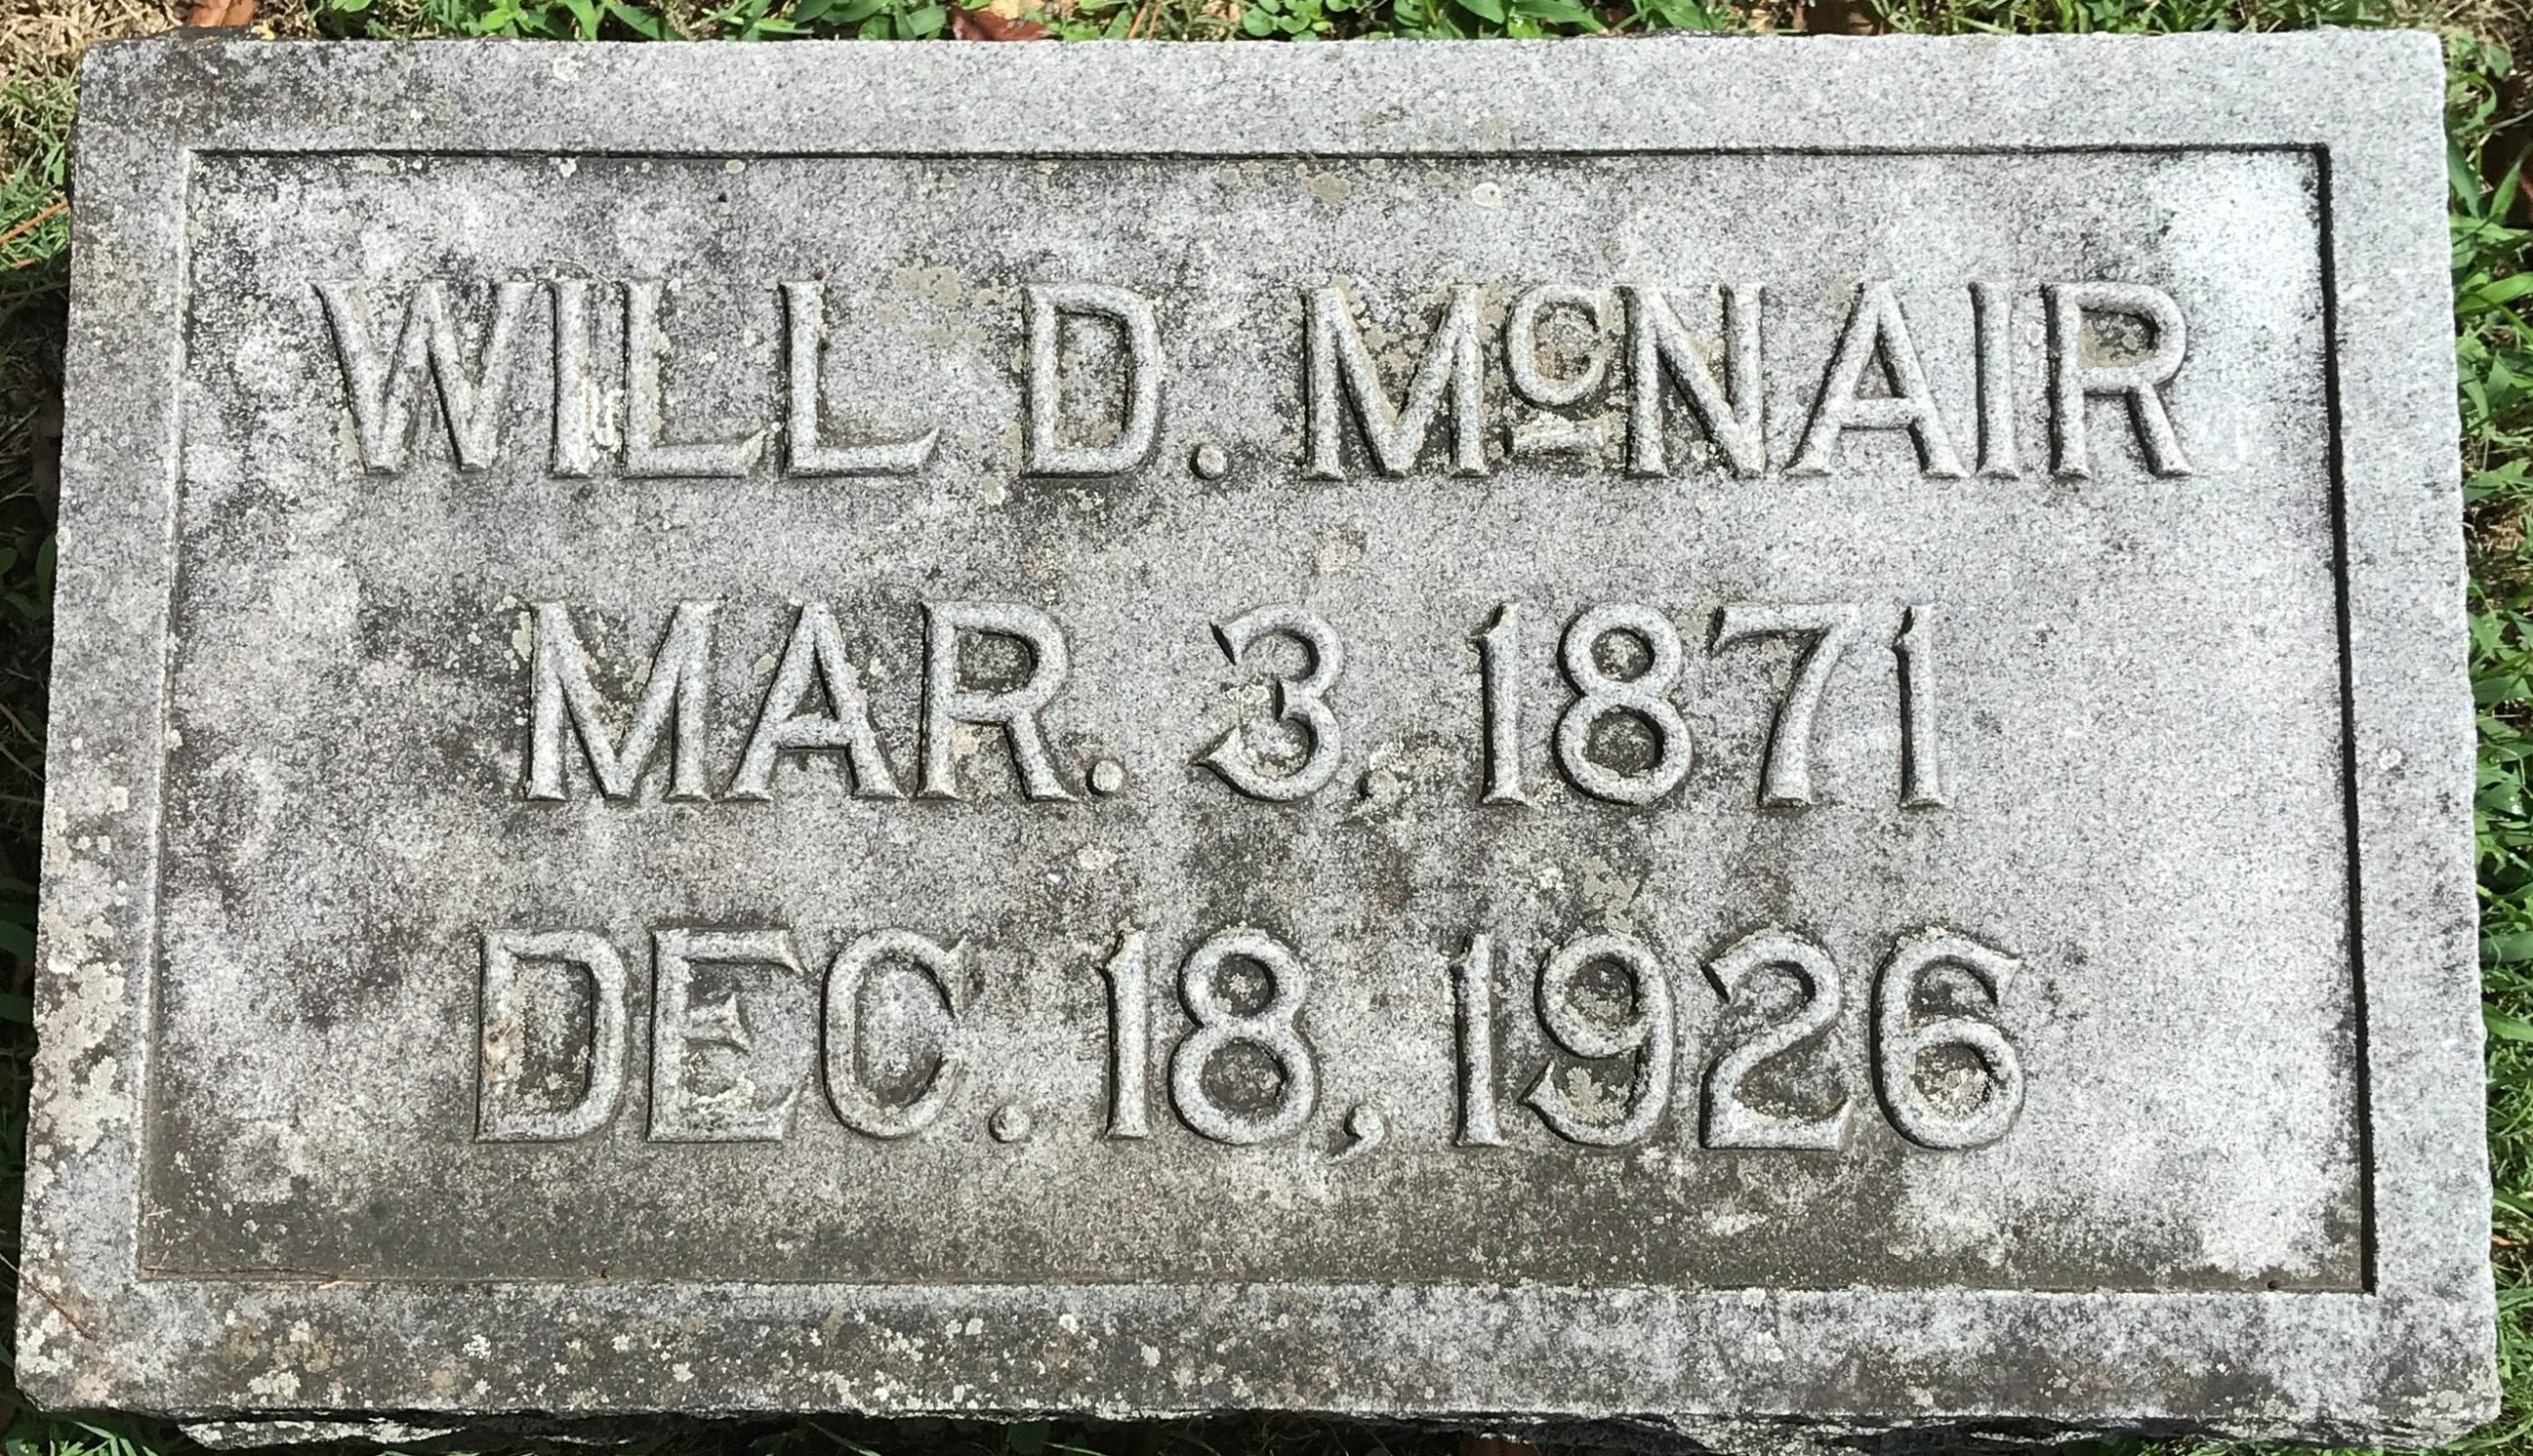 WILL D. McNAIR
MAR. 3, 1871
DEC. 18, 1926